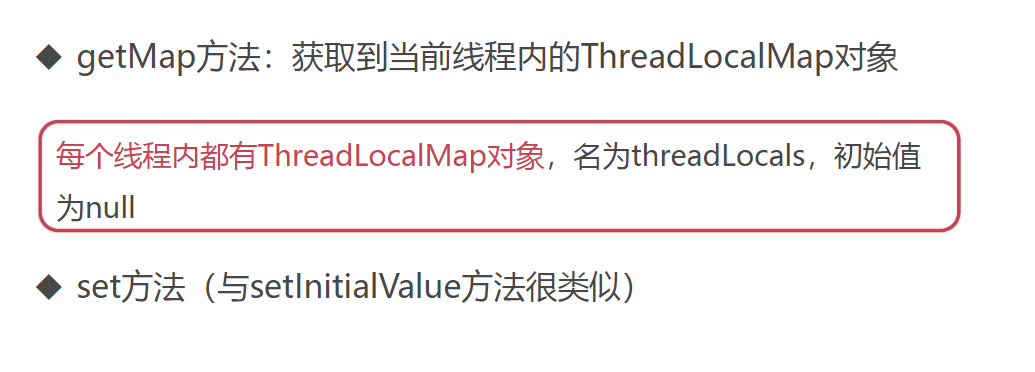 ◆ getMap方法：获取到当前线程内的ThreadLocalMap对象
每个线程内都有ThreadLocalMap对象，名为threadLocals，初始值
为null
◆ set方法（与setInitialValue方法很类似）